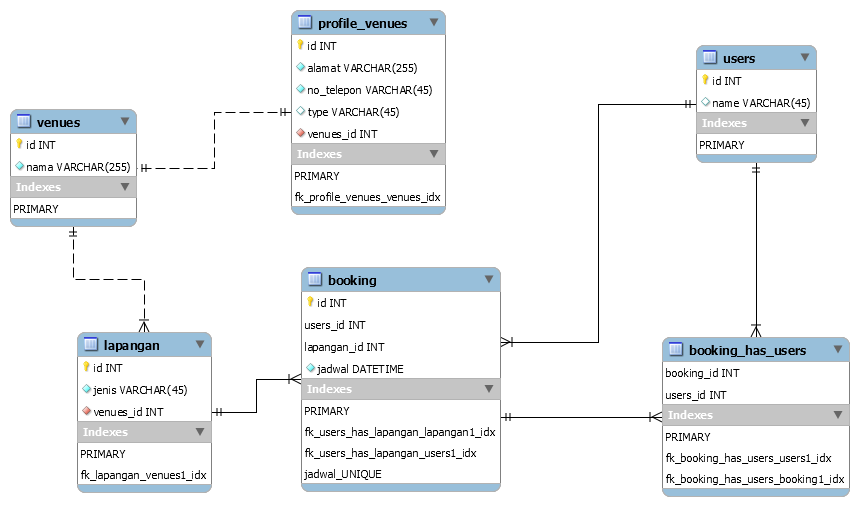 profile_venues
id INT
alamat VARCHAR(255)
no_telepon VARCHAR(45)
type VARCHAR(45)
venues_id INT
Indexes
PRIMARY
fk_profile_venues_venues_idx
users
id INT
name VARCHAR(45)
Indexes
PRIMARY
venues
id INT
nama VARCHAR(255)
Indexes
PRIMARY
booking
id INT
users_id INT
lapangan_id INT
jadwal DATETIME
Indexes
PRIMARY
fk_users_has_lapangan_lapangan1_idx
fk_users_has_lapangan_users1_idx
jadwal_UNIQUE
lapangan
id INT
jenis VARCHAR(45)
venues_id INT
Indexes
PRIMARY
fk_lapangan_venues1_idx
booking_has_users
booking_id INT
users_id INT
Indexes
PRIMARY
fk_booking_has_users_users1_idx
fk_booking_has_users_booking1_idx